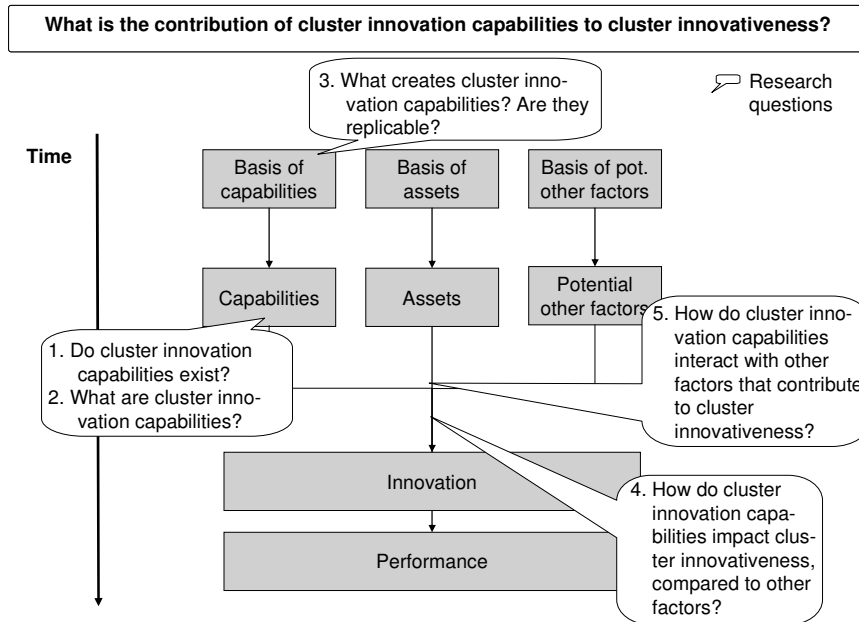 What is the contribution of cluster innovation capabilities to cluster innovativeness?
3. What creates cluster inno-
vation capabilities? Are they
replicable?
Research
questions
Time
Basis of
capabilities
Basis of
assets
Basis of pot.
other factors
Capabilities
Assets
Potential
other factors
1. Do cluster innovation
capabilities exist?
2. What are cluster inno-
vation capabilities?
5. How do cluster inno-
vation capabilities
interact with other
factors that contribute
to cluster
innovativeness?
Innovation
4. How do cluster
innovation capa-
bilities impact clus-
ter innovativeness,
compared to other
factors?
Performance